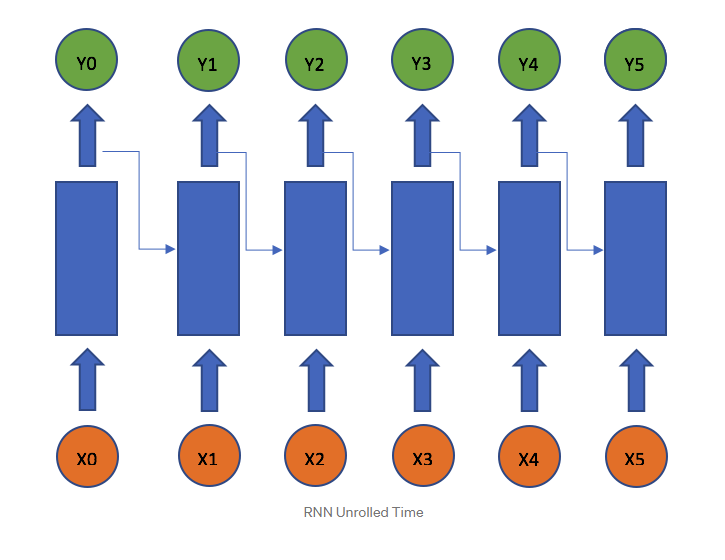 Y0 Y1 Y2 Y3 Y4 Y5
X0 X1 X2 X3 X4 X5
RNN Unrolled Time